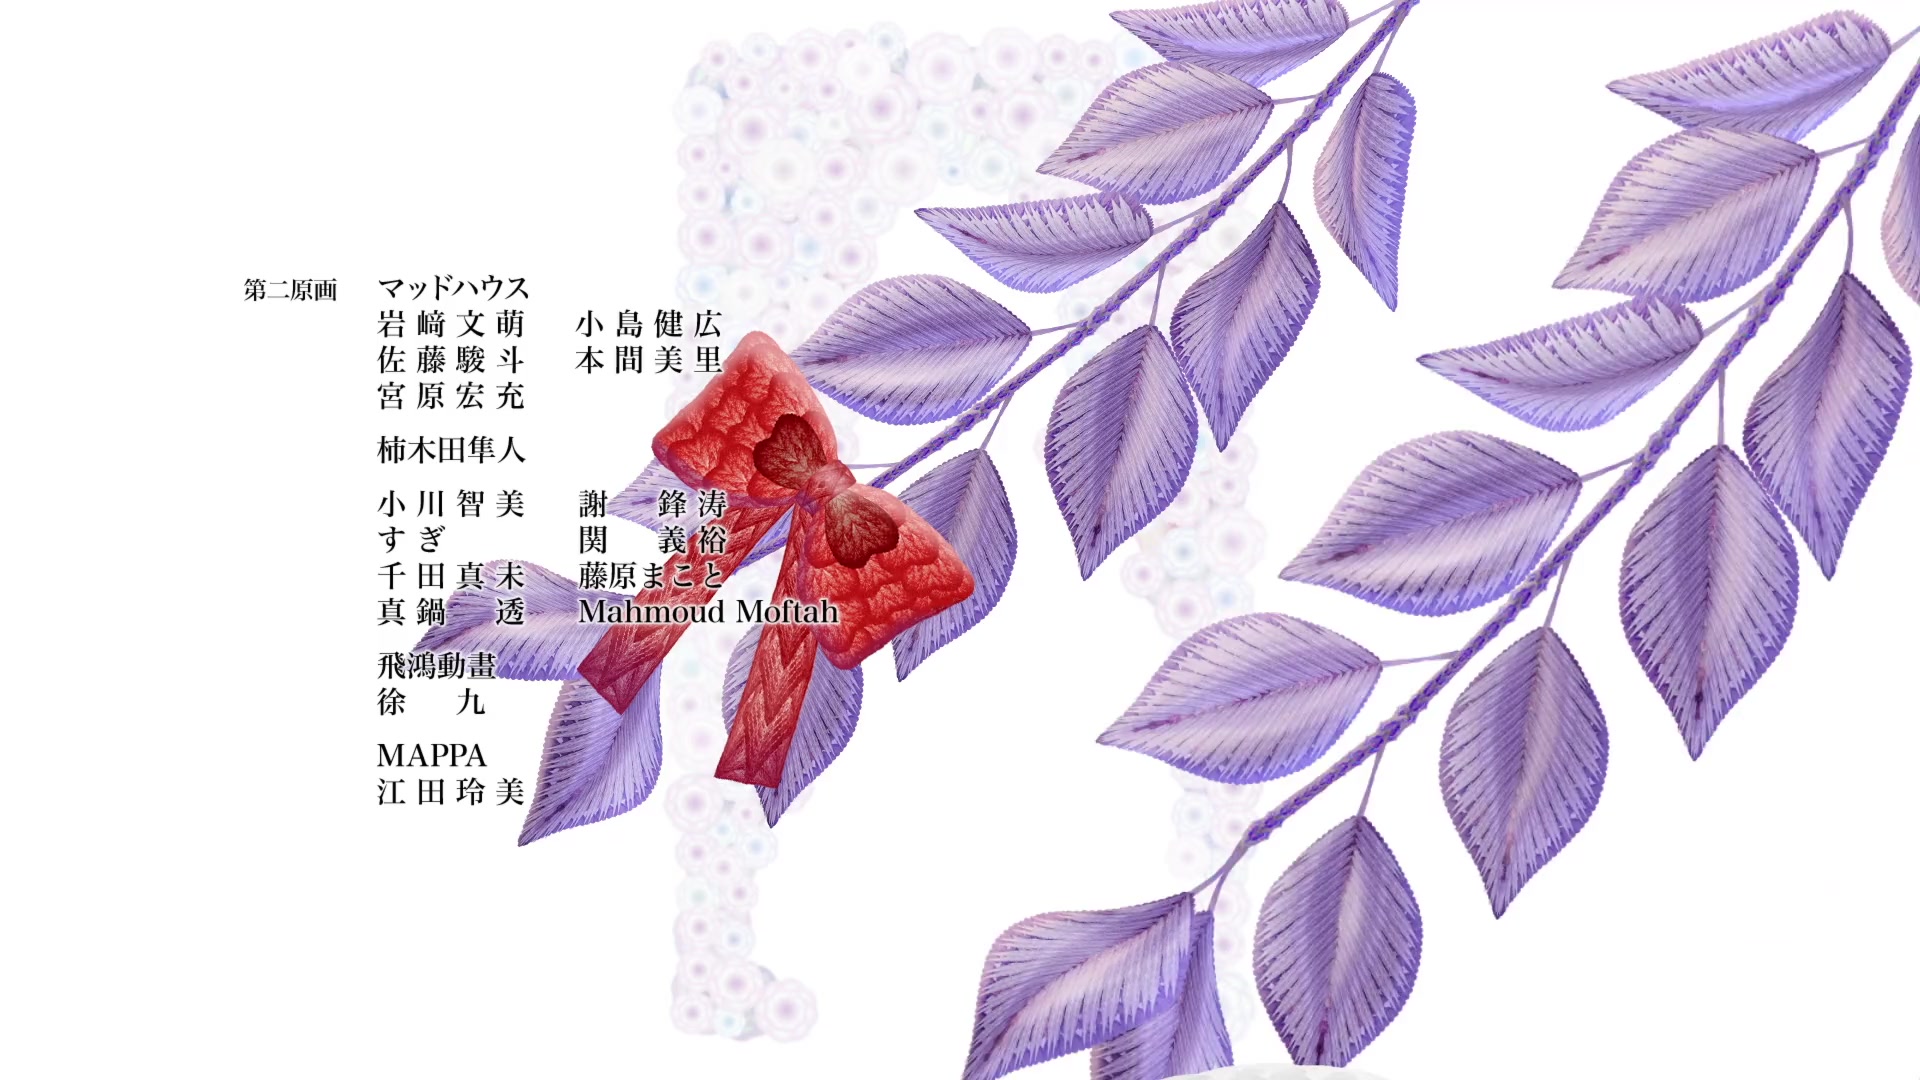 第二原画 マッドハウス
岩﨑文萌 小島健広
佐藤駿斗 本間美里
宮原宏充
柿木田隼人
小川智美 謝 鋒涛
すぎ 関 義裕
千田真未 藤原まこと
真鍋 透 Mahmoud Moftah
飛鴻動畫
徐 九
MAPPA
江田玲美